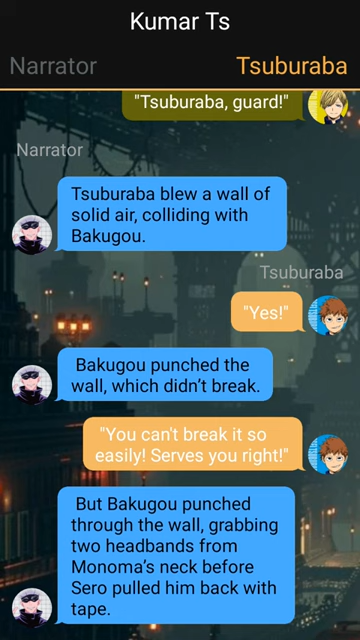 Kumar Ts
Narrator
Tsuburaba
"Tsuburaba, guard!"
Narrator
Tsuburaba blew a wall of
solid air, colliding with
Bakugou.
Tsuburaba
"Yes!"
Bakugou punched the
wall, which didn’t break.
"You can't break it so
easily! Serves you right!"
But Bakugou punched
through the wall, grabbing
two headbands from
Monoma’s neck before
Sero pulled him back with
tape.